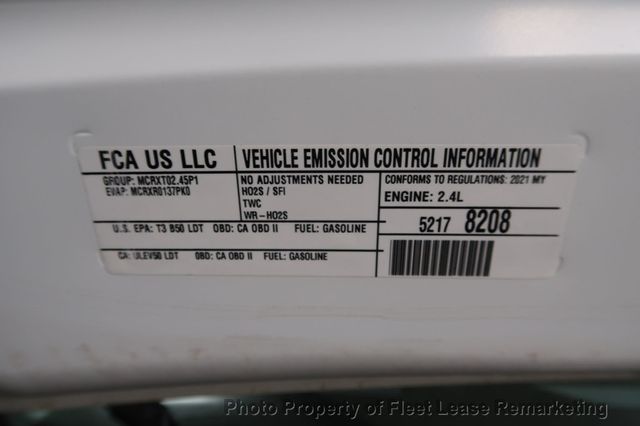 FCA US LLC
GROUP: MCRXT02.45P1
EVAP: MCRXR0137PK0
VEHICLE EMISSION CONTROL INFORMATION
NO ADJUSTMENTS NEEDED
HO2S / SFI
TWC
WR-HO2S
CONFORMS TO REGULATIONS: 2021 MY
ENGINE: 2.4L
U.S. EPA: T3 B50 LDT OBD: CA OBD II FUEL: GASOLINE
5217 8208
CA: ULEV50 LDT OBD: CA OBD II FUEL: GASOLINE
Photo Property of Fleet Lease Remarketing